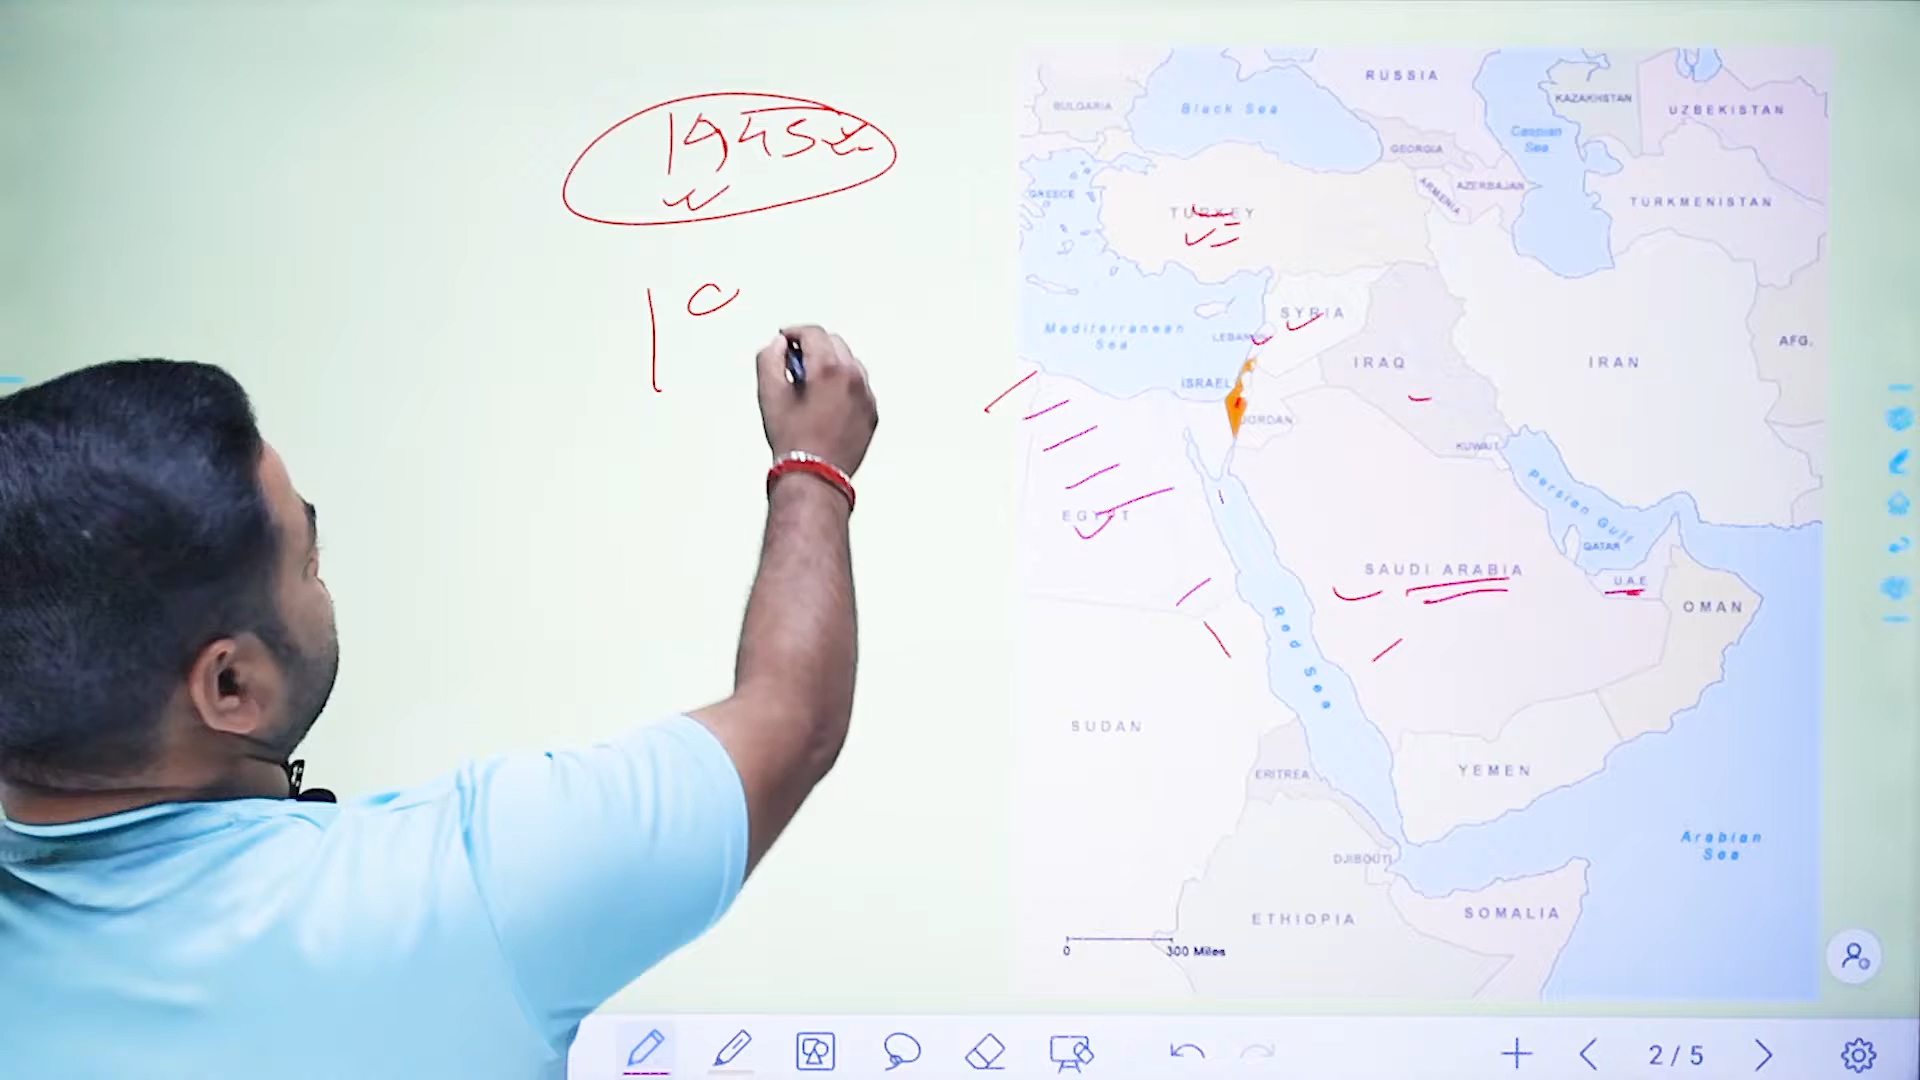 1945
19
RUSSIA
BULGARIA
Black Sea
KAZAKHSTAN
UZBEKISTAN
Caspian
Sea
GEORGIA
ARMENIA
AZERBAIJAN
GREECE
TURKEY
TURKMENISTAN
SYRIA
Mediterranean
Sea
LEBANON
IRAQ
IRAN
AFG.
ISRAEL
JORDAN
KUWAIT
Persian Gulf
EGYPT
QATAR
SAUDI ARABIA
U.A.E
OMAN
Red Sea
SUDAN
YEMEN
ERITREA
Arabian
Sea
DJIBOUTI
ETHIOPIA
SOMALIA
0 300 Miles
2 / 5